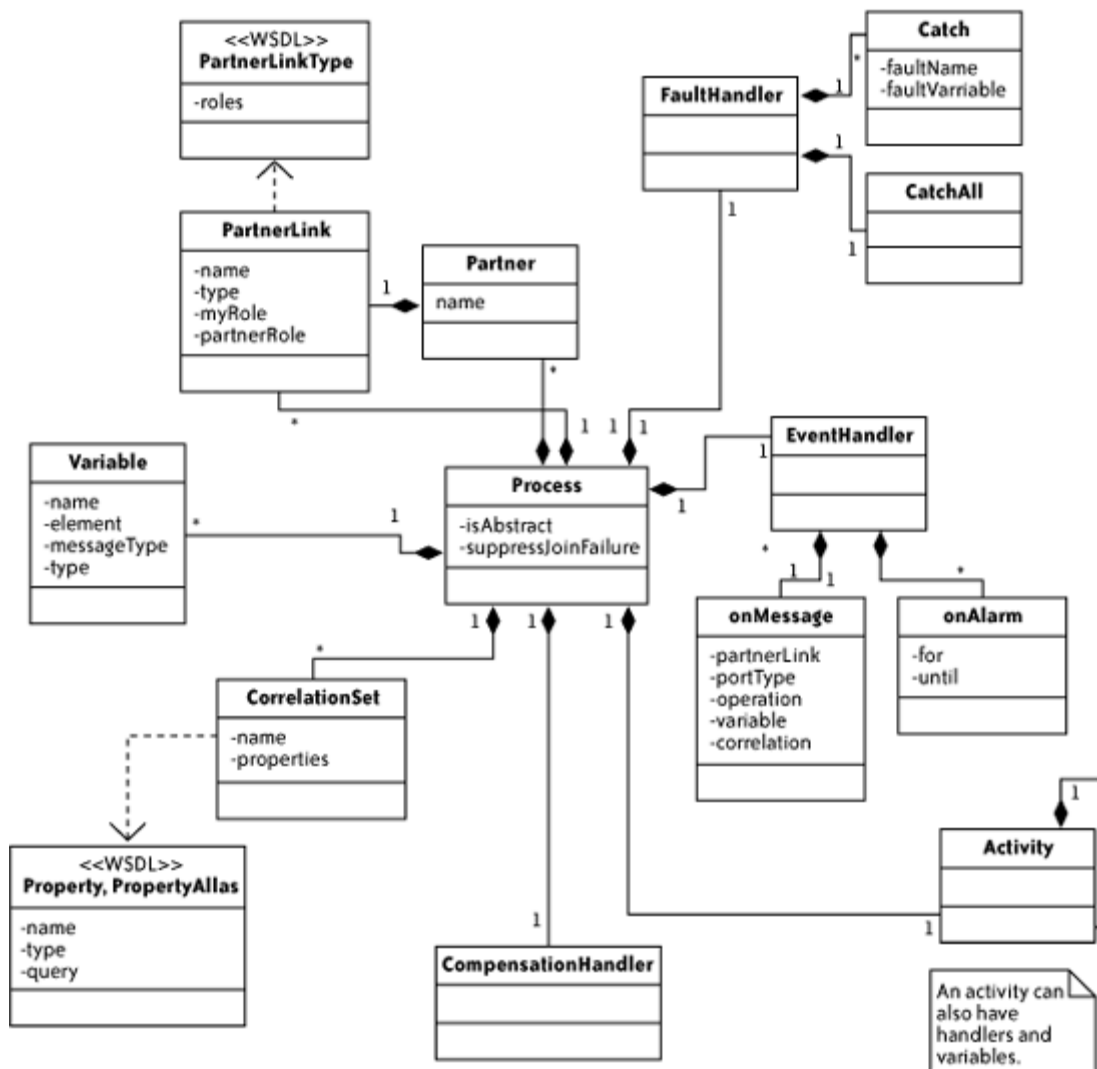 <<WSDL>>
PartnerLinkType
-roles
Catch
-faultName
-faultVarriable
*
1
FaultHandler
1
CatchAll
1
1
PartnerLink
-name
-type
-myRole
-partnerRole
1
Partner
name
*
*
1
1
1
EventHandler
1
1
Variable
-name
-element
-messageType
-type
*
1
Process
-isAbstract
-suppressJoinFailure
*
1
1
*
onMessage
-partnerLink
-portType
-operation
-variable
-correlation
onAlarm
-for
-until
1
1
1
*
CorrelationSet
-name
-properties
<<WSDL>>
Property, PropertyAllas
-name
-type
-query
1
Activity
1
1
CompensationHandler
An activity can
also have
handlers and
variables.